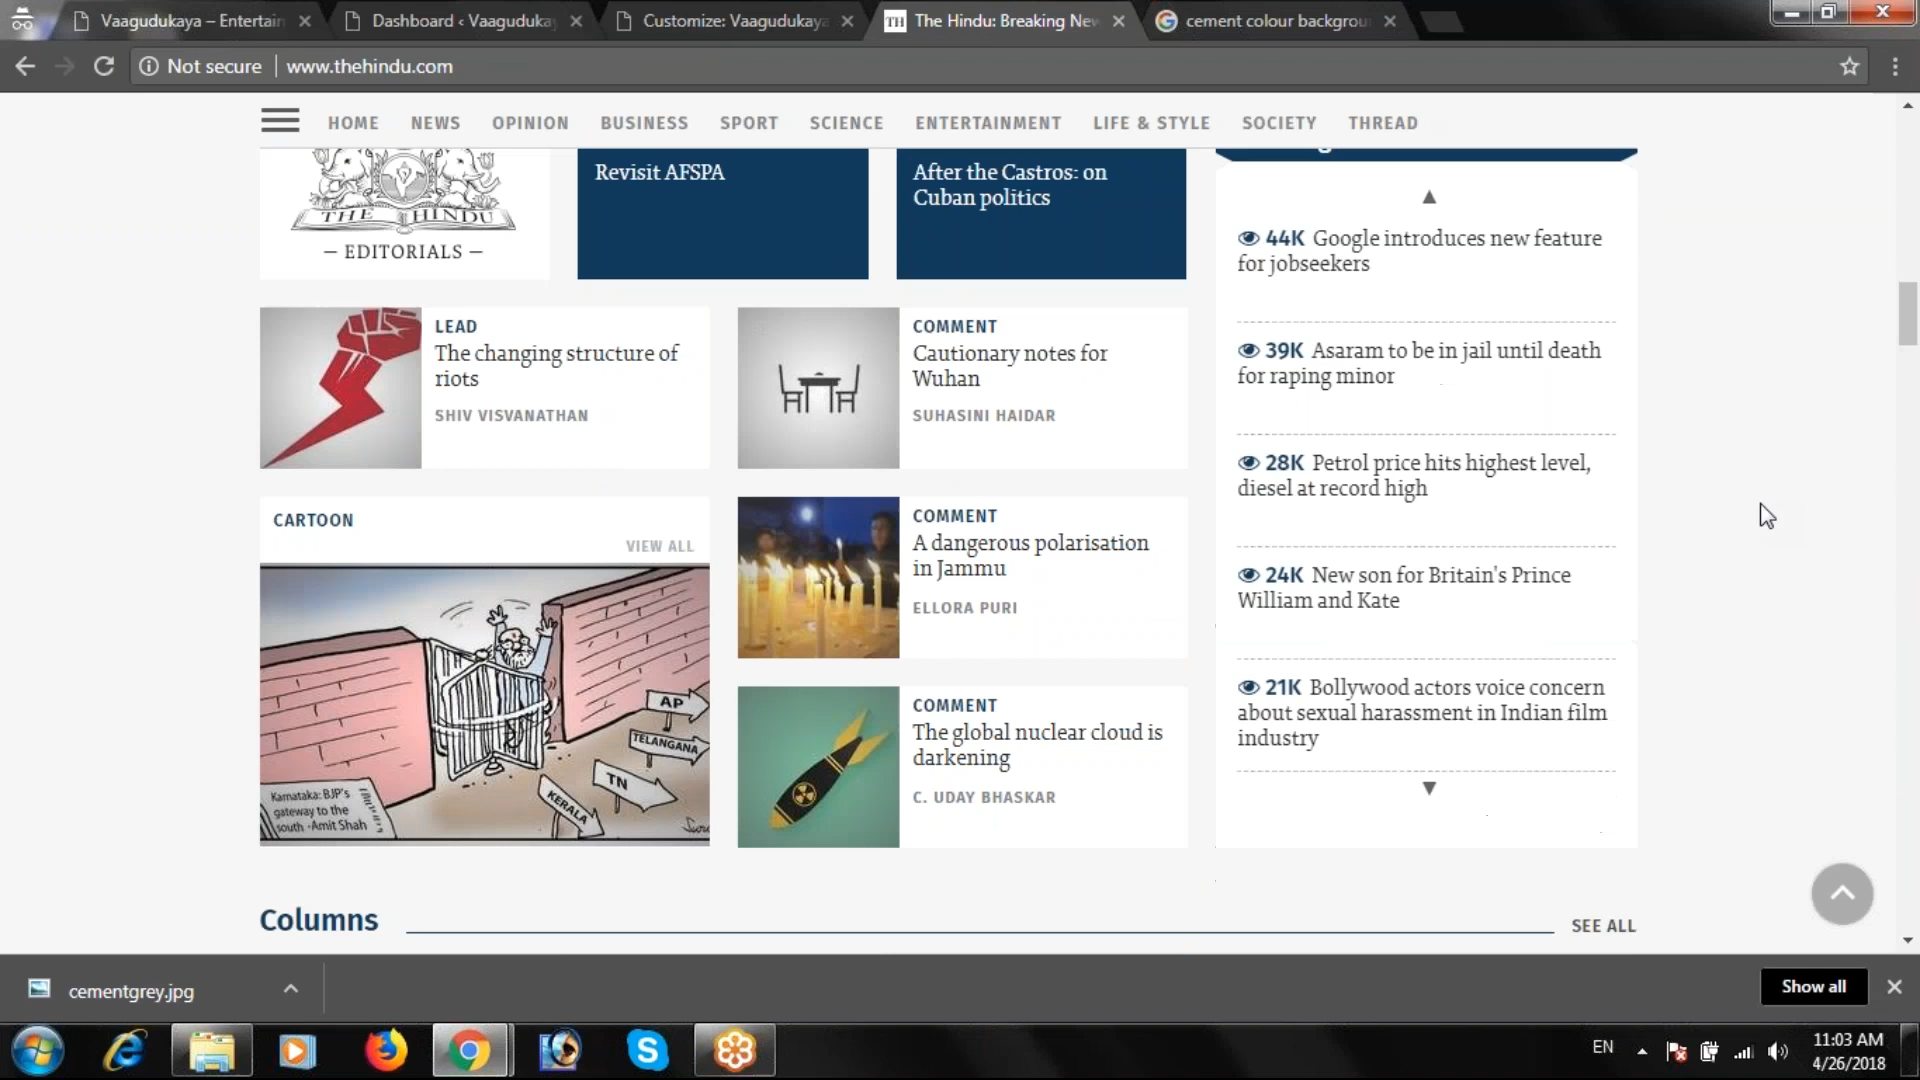 Vaagudukaya – Entertain
Dashboard ‹ Vaagudukay
Customize: Vaagudukaya
TH The Hindu: Breaking New
cement colour backgrou
Not secure
www.thehindu.com
HOME NEWS OPINION BUSINESS SPORT SCIENCE ENTERTAINMENT LIFE & STYLE SOCIETY THREAD
THE HINDU
— EDITORIALS —
Revisit AFSPA
After the Castros: on
Cuban politics
LEAD
The changing structure of
riots
SHIV VISVANATHAN
COMMENT
Cautionary notes for
Wuhan
SUHASINI HAIDAR
CARTOON
VIEW ALL
AP
TELANGANA
TN
KERALA
Karnataka: BJP's
gateway to the
south -Amit Shah
COMMENT
A dangerous polarisation
in Jammu
ELLORA PURI
COMMENT
The global nuclear cloud is
darkening
C. UDAY BHASKAR
44K Google introduces new feature
for jobseekers
39K Asaram to be in jail until death
for raping minor
28K Petrol price hits highest level,
diesel at record high
24K New son for Britain's Prince
William and Kate
21K Bollywood actors voice concern
about sexual harassment in Indian film
industry
Columns
SEE ALL
cementgrey.jpg
Show all
EN
11:03 AM
4/26/2018